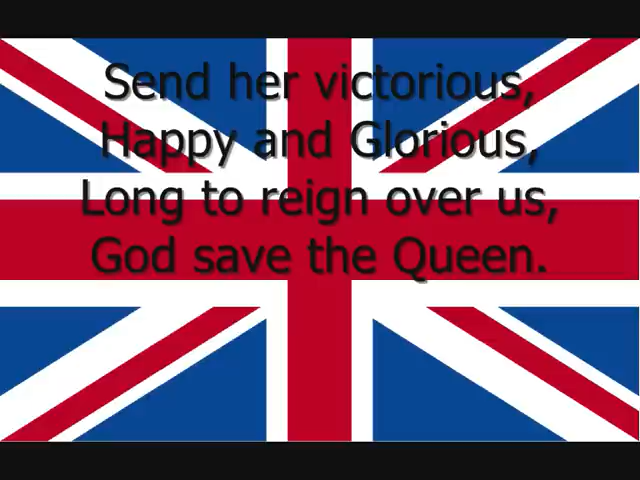 Send her victorious,
Happy and Glorious,
Long to reign over us,
God save the Queen.